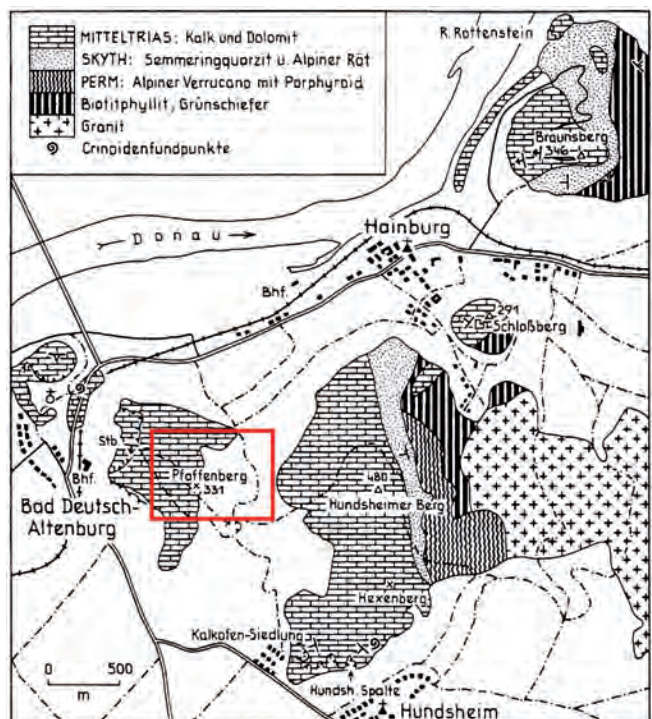 MITTELTRIAS: Kalk und Dolomit
SKYTH: Semmeringquarzit u. Alpiner Röt
PERM: Alpiner Verrucano mit Porphyroid
Biotitphyllit, Grünschiefer
Granit
Crinoidenfundpunkte
R. Rottenstein
Braunsberg
346
Donau
Hainburg
Bhf.
291
Schloßberg
Stb
Pfaffenberg
331
480
Hundsheimer Berg
Bhf.
Bad Deutsch-
Altenburg
Hexenberg
Kalkofen-Siedlung
0 500
m
Hundsh. Spalte
Hundsheim